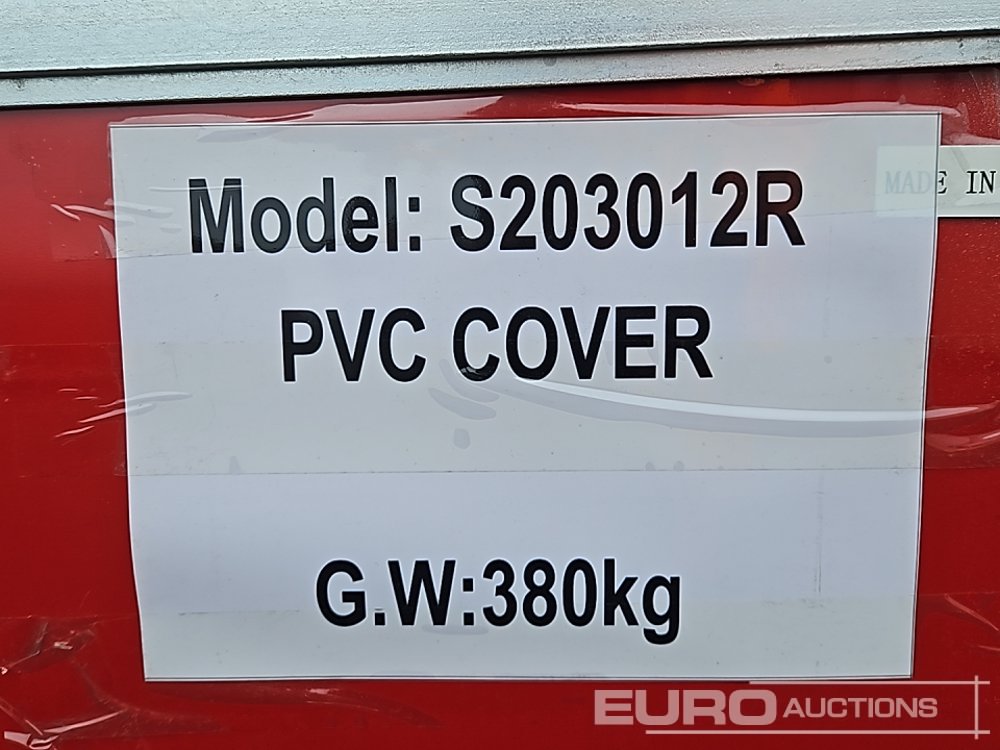 Model: S203012R
MADE IN
PVC COVER
G.W:380kg
EURO AUCTIONS